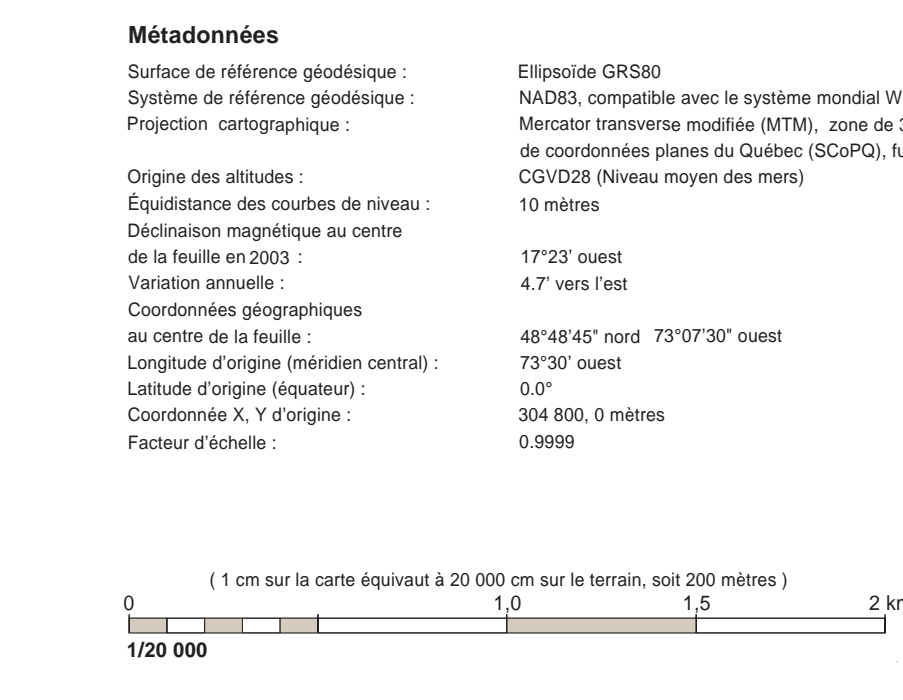 Métadonnées
Surface de référence géodésique : Ellipsoïde GRS80
Système de référence géodésique : NAD83, compatible avec le système mondial
Projection cartographique : Mercator transverse modifiée (MTM), zone de 3
de coordonnées planes du Québec (SCoPQ),
Origine des altitudes : CGVD28 (Niveau moyen des mers)
Équidistance des courbes de niveau : 10 mètres
Déclinaison magnétique au centre
de la feuille en 2003 : 17°23’ ouest
Variation annuelle : 4.7’ vers l’est
Coordonnées géographiques
au centre de la feuille : 48°48’45" nord 73°07’30" ouest
Longitude d’origine (méridien central) : 73°30’ ouest
Latitude d’origine (équateur) : 0.0°
Coordonnée X, Y d’origine : 304 800, 0 mètres
Facteur d’échelle : 0.9999
( 1 cm sur la carte équivaut à 20 000 cm sur le terrain, soit 200 mètres )
0 1,0 1,5 2 km
1/20 000